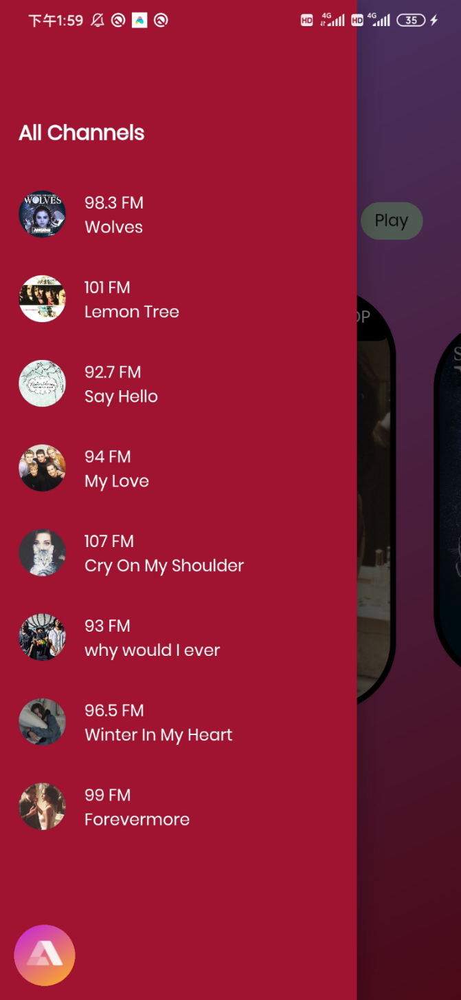 下午1:59
HD 4G HD 4G 35
All Channels
WOLVES
98.3 FM
Wolves
Play
101 FM
Lemon Tree
OP
92.7 FM
Say Hello
94 FM
My Love
107 FM
Cry On My Shoulder
93 FM
why would I ever
96.5 FM
Winter In My Heart
99 FM
Forevermore